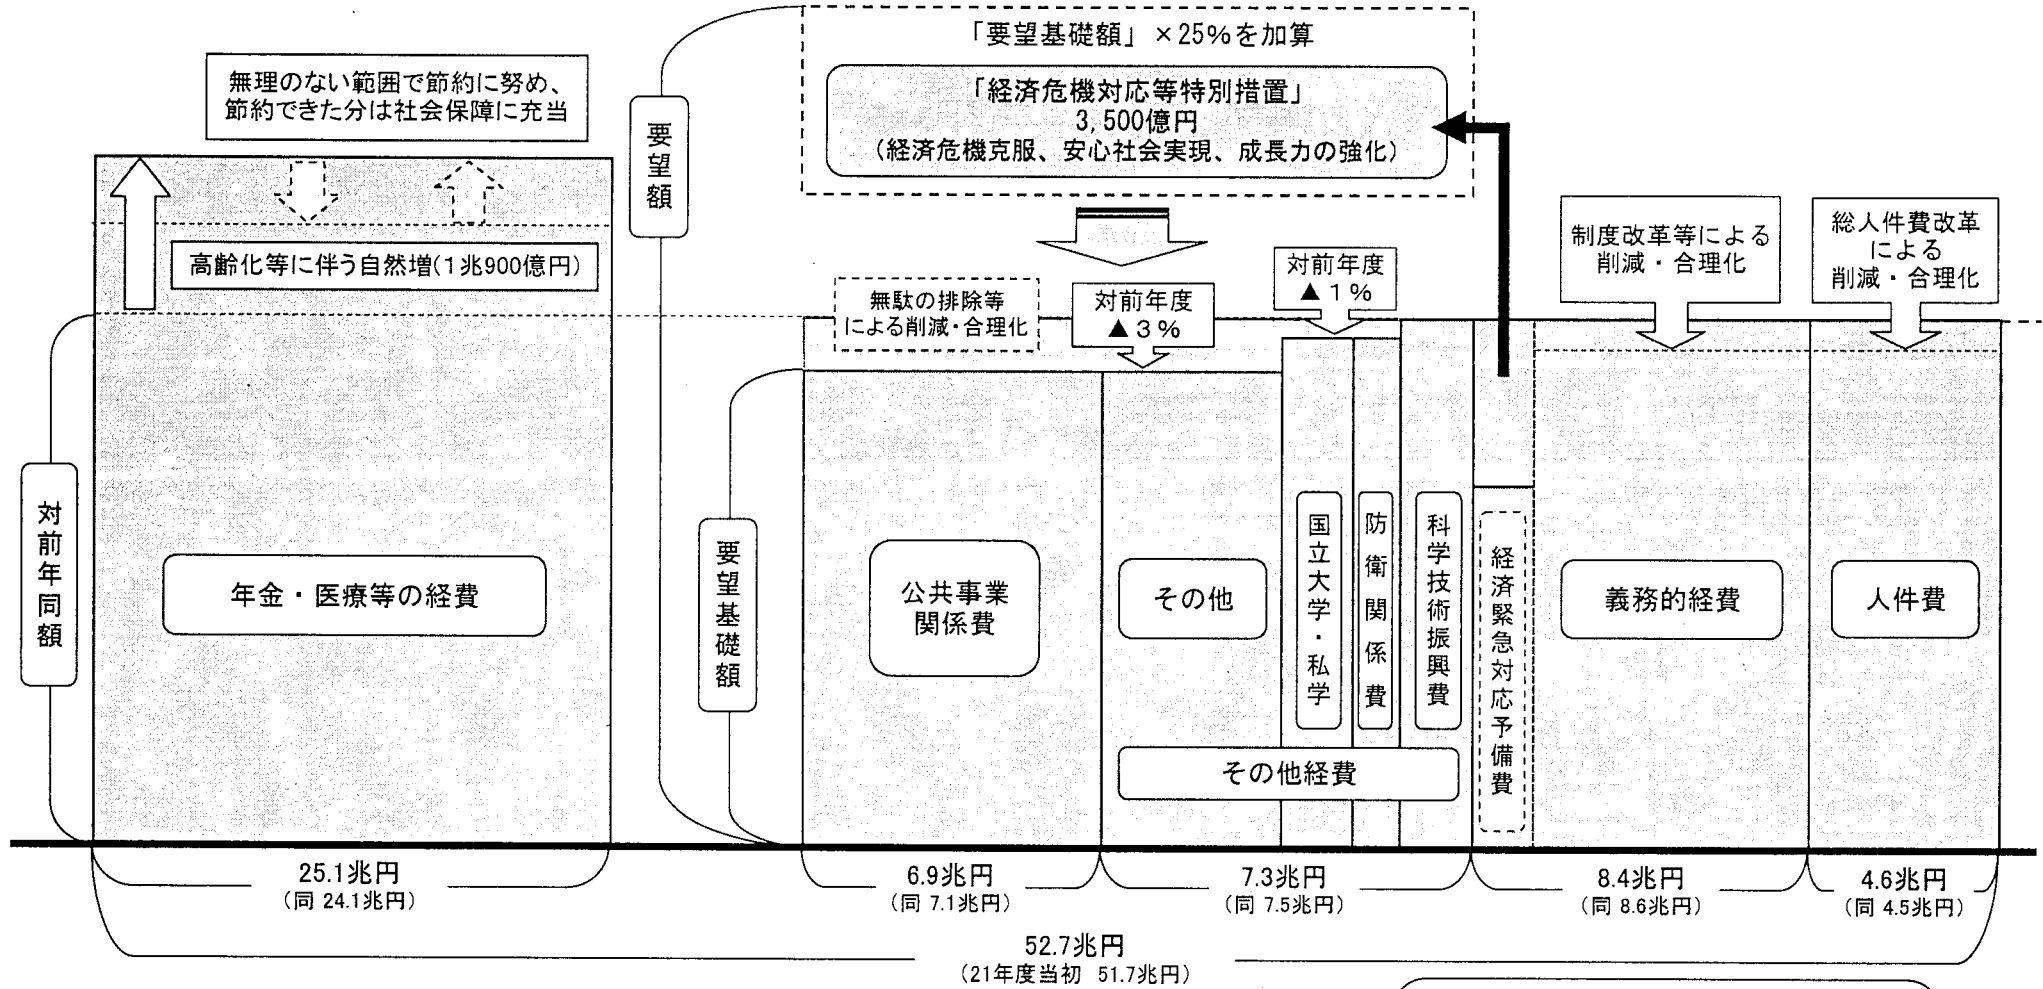 「要望基礎額」×25%を加算
「経済危機対応等特別措置」
3,500億円
(経済危機克服、安心社会実現、成長力の強化)
無理のない範囲で節約に努め、
節約できた分は社会保障に充当
要望額
高齢化等に伴う自然増(1兆900億円)
制度改革等による
削減・合理化
総人件費改革
による
削減・合理化
対前年度
▲1%
無駄の排除等
による削減・合理化
対前年度
▲3%
対前年同額
年金・医療等の経費
要望基礎額
公共事業
関係費
その他
国立大学・私学
防衛関係費
科学技術振興費
経済緊急対応予備費
義務的経費
人件費
その他経費
25.1兆円
(同 24.1兆円)
6.9兆円
(同 7.1兆円)
7.3兆円
(同 7.5兆円)
8.4兆円
(同 8.6兆円)
4.6兆円
(同 4.5兆円)
52.7兆円
(21年度当初 51.7兆円)